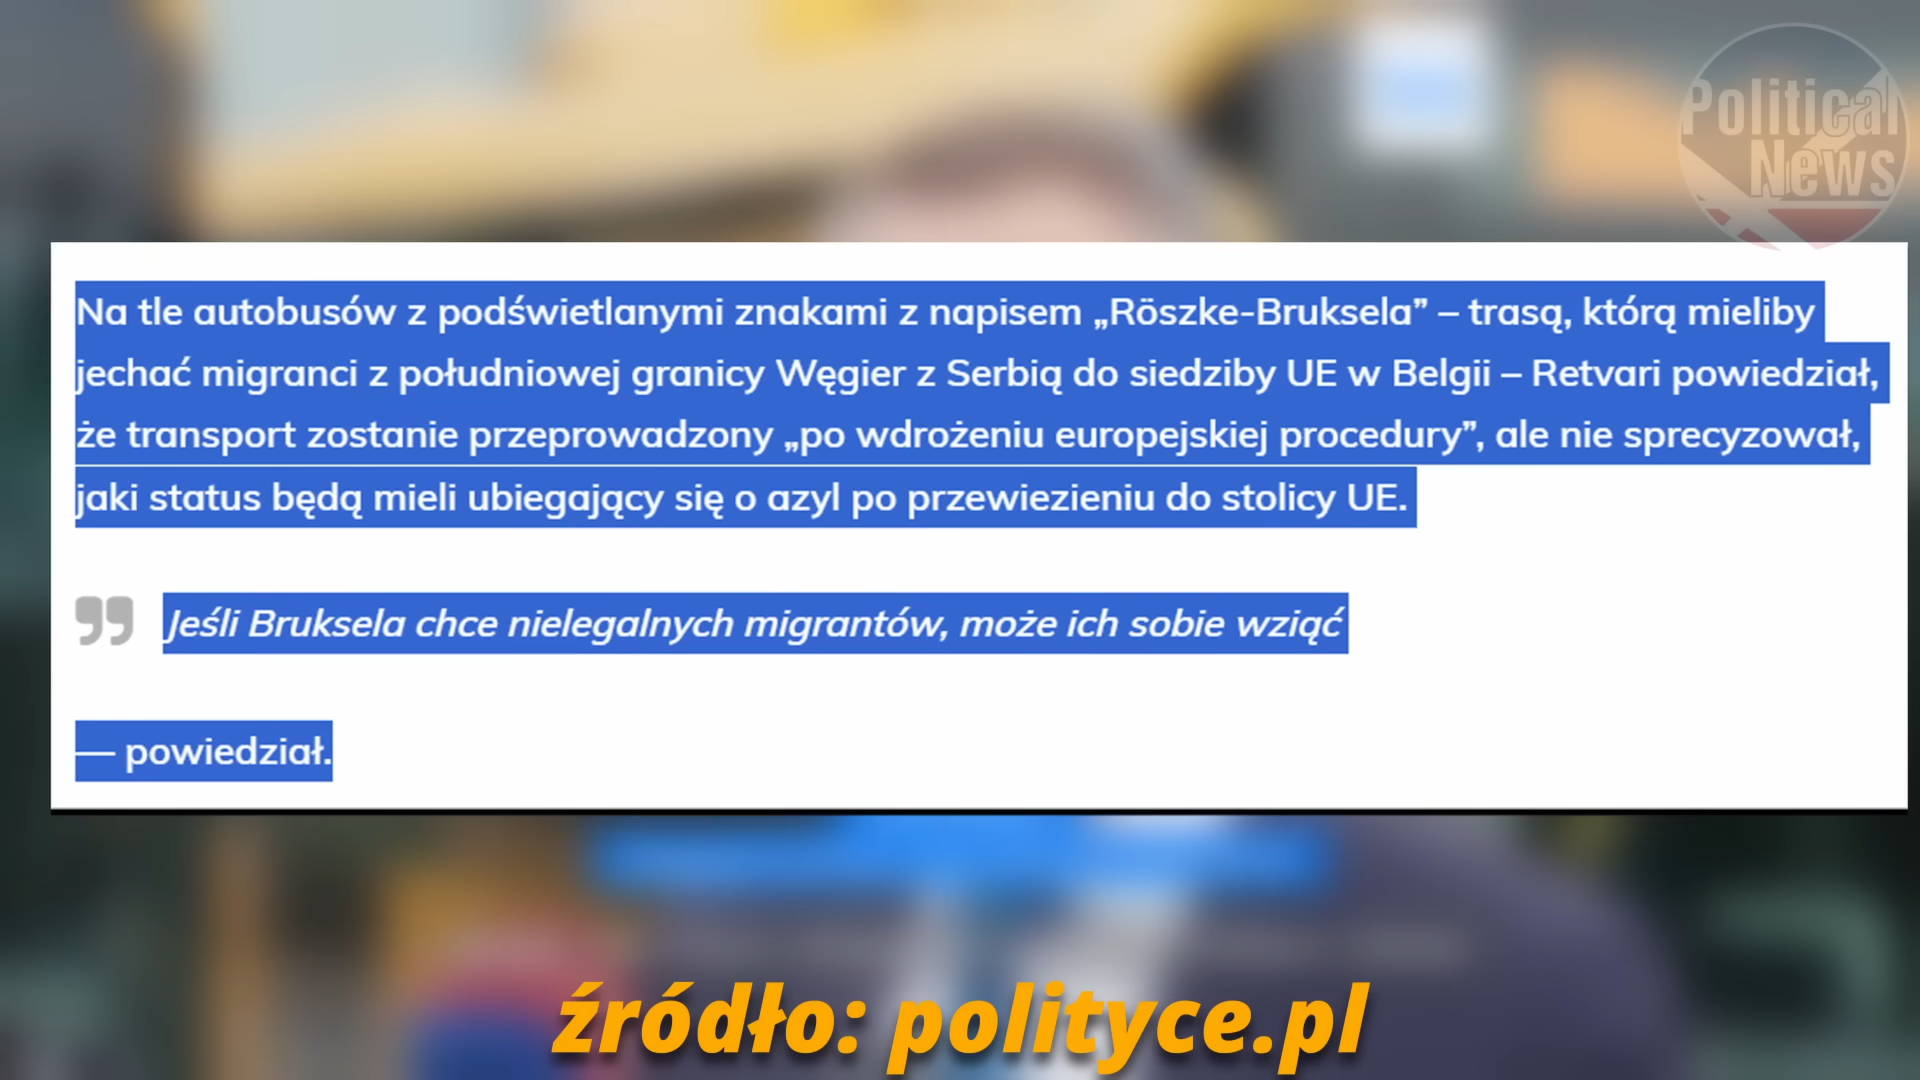 Political
News
Na tle autobusów z podświetlanymi znakami z napisem „Röszke-Bruksela” – trasą, którą mieliby
jechać migranci z południowej granicy Węgier z Serbią do siedziby UE w Belgii – Retvari powiedział,
że transport zostanie przeprowadzony „po wdrożeniu europejskiej procedury”, ale nie sprecyzował,
jaki status będą mieli ubiegający się o azyl po przewiezieniu do stolicy UE.
Jeśli Bruksela chce nielegalnych migrantów, może ich sobie wziąć
— powiedział.
źródło: polityce.pl